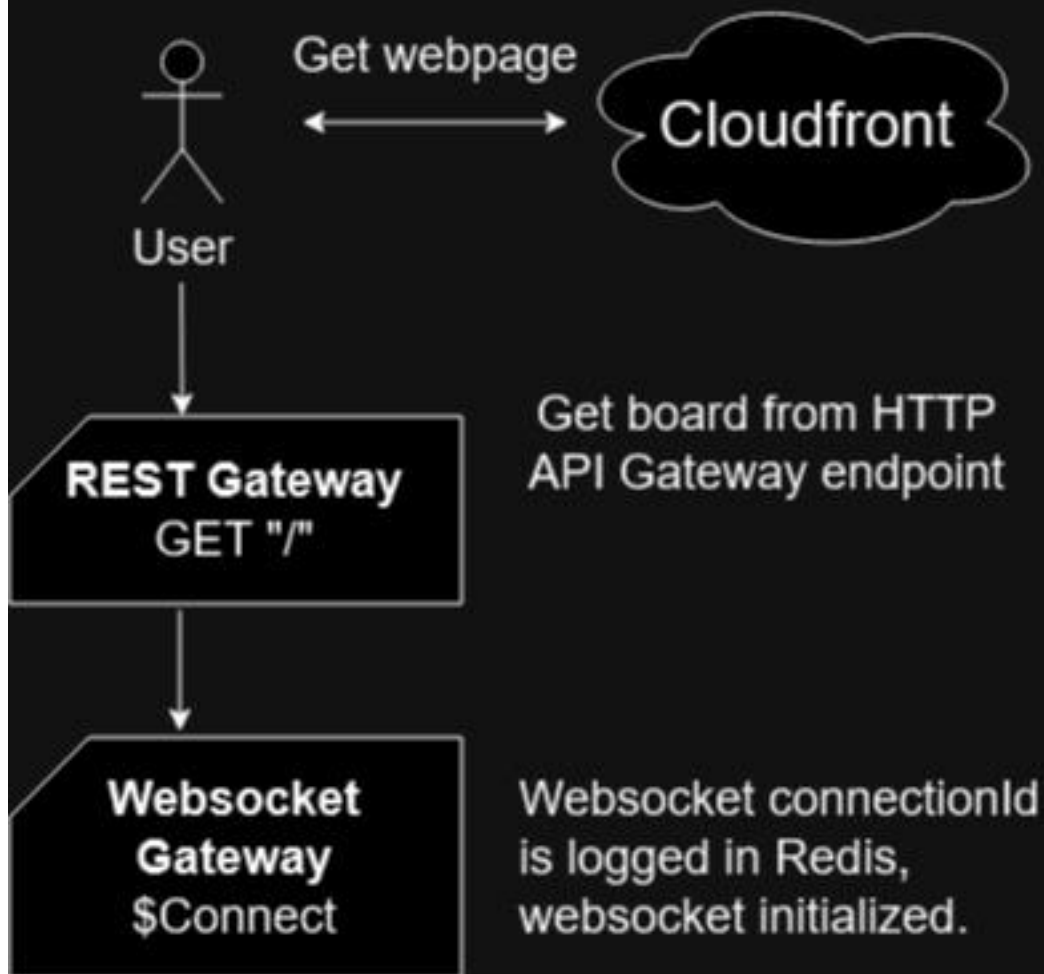 Get webpage
Cloudfront
User
REST Gateway
GET "/"
Get board from HTTP
API Gateway endpoint
Websocket
Gateway
$Connect
Websocket connectionId
is logged in Redis,
websocket initialized.